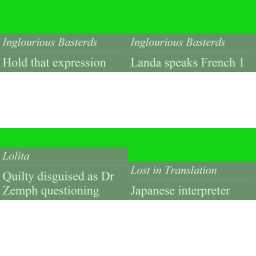 Inglourious Basterds
Hold that expression
Inglourious Basterds
Landa speaks French 1
Lolita
Quilty disguised as Dr
Zemph questioning
Lost in Translation
Japanese interpreter